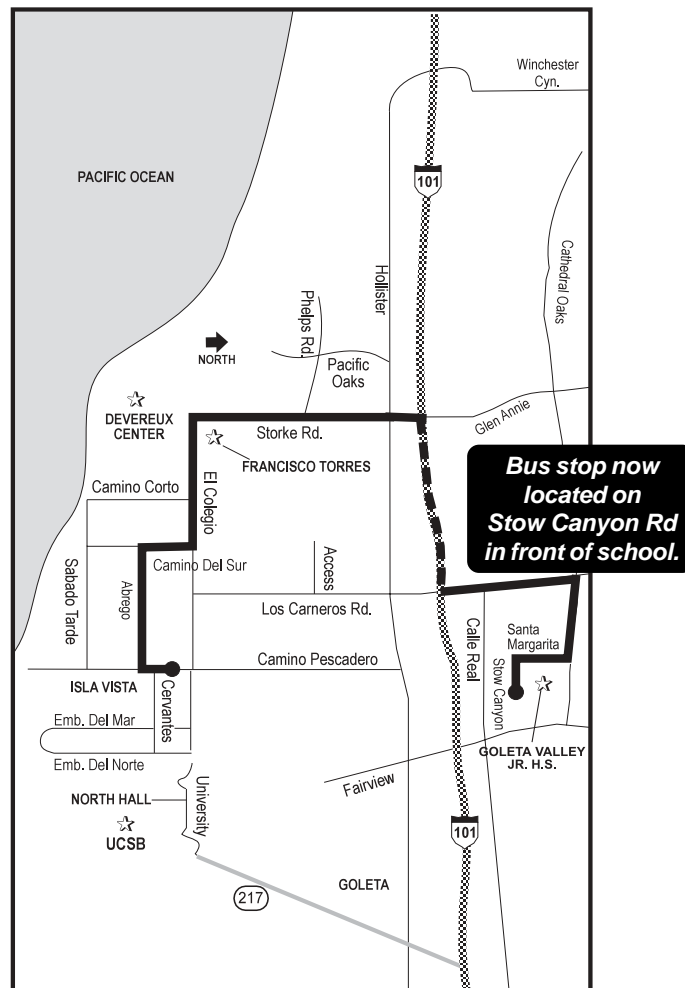 Winchester
Cyn.
PACIFIC OCEAN
101
Cathedral Oaks
Hollister
Phelps Rd.
NORTH
Pacific
Oaks
DEVEREUX
CENTER
Storke Rd.
Glen Annie
FRANCISCO TORRES
Bus stop now
located on
Stow Canyon Rd
in front of school.
Camino Corto
El Colegio
Camino Del Sur
Access
Sabado Tarde
Abrego
Los Carneros Rd.
Calle Real
Santa
Margarita
Stow Canyon
Camino Pescadero
ISLA VISTA
Cervantes
Emb. Del Mar
GOLETA VALLEY
JR. H.S.
Emb. Del Norte
Fairview
NORTH HALL
University
UCSB
101
GOLETA
217